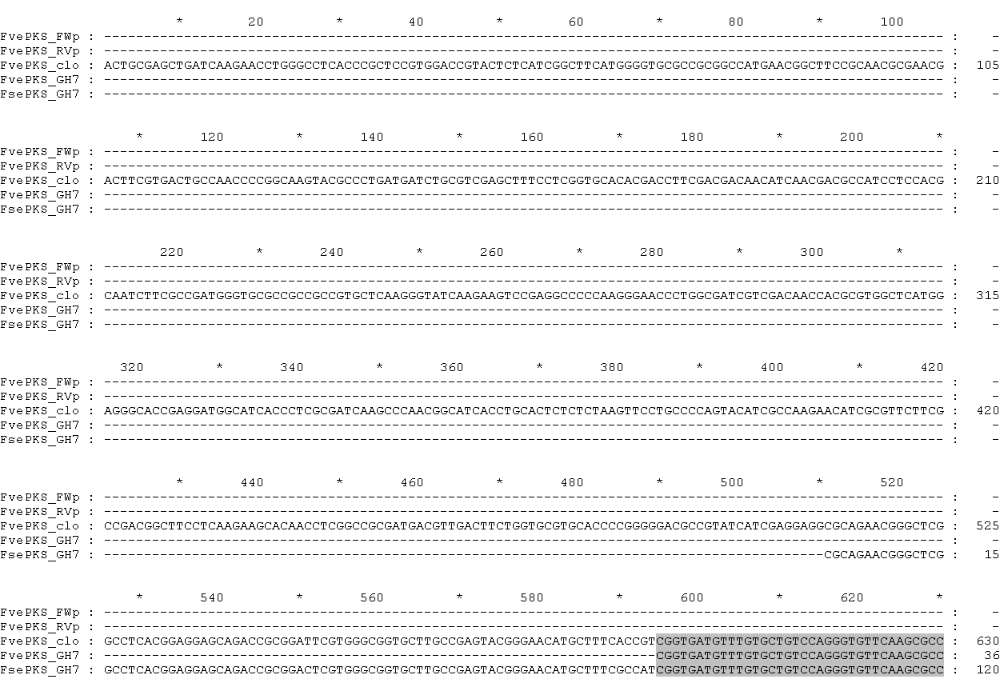 * 20 * 40 * 60 * 80 * 100
FvePKS_FWp : --------------------------------------------------------------------------------------------------------- : -
FvePKS_RVp : --------------------------------------------------------------------------------------------------------- : -
FvePKS_clo : ACTGCGAGCTGATCAAGAACCTGGGCCTCACCCGCTCCGTGGACCGTACTCTCATCGGCTTCATGGGGTGCGCCGCGGCCATGAACGGCTTCCGCAACGCGAACG : 105
FvePKS_GH7 : --------------------------------------------------------------------------------------------------------- : -
FsePKS_GH7 : --------------------------------------------------------------------------------------------------------- : -
* 120 * 140 * 160 * 180 * 200 *
FvePKS_FWp : --------------------------------------------------------------------------------------------------------- : -
FvePKS_RVp : --------------------------------------------------------------------------------------------------------- : -
FvePKS_clo : ACTTCGTGACTGCCAACCCCGGCAAGTACGCCCTGATGATCTGCGTCGAGCTTTCCTCGGTGCACACGACCTTCGACGACAACATCAACGACGCCATCCTCCACG : 210
FvePKS_GH7 : --------------------------------------------------------------------------------------------------------- : -
FsePKS_GH7 : --------------------------------------------------------------------------------------------------------- : -
220 * 240 * 260 * 280 * 300 *
FvePKS_FWp : --------------------------------------------------------------------------------------------------------- : -
FvePKS_RVp : --------------------------------------------------------------------------------------------------------- : -
FvePKS_clo : CAATCTTCGCCGATGGGTGCGCCGCCGCCGTGCTCAAGGGTATCAAGAAGTCCGAGGCCCCCAAGGGAACCCTGGCGATCGTCGACAACCACGCGTGGCTCATGG : 315
FvePKS_GH7 : --------------------------------------------------------------------------------------------------------- : -
FsePKS_GH7 : --------------------------------------------------------------------------------------------------------- : -
320 * 340 * 360 * 380 * 400 * 420
FvePKS_FWp : --------------------------------------------------------------------------------------------------------- : -
FvePKS_RVp : --------------------------------------------------------------------------------------------------------- : -
FvePKS_clo : AGGGCACCGAGGATGGCATCACCCTCGCGATCAAGCCCAACGGCATCACCTGCACTCTCTCTAAGTTCCTGCCCCAGTACATCGCCAAGAACATCGCGTTCTTCG : 420
FvePKS_GH7 : --------------------------------------------------------------------------------------------------------- : -
FsePKS_GH7 : --------------------------------------------------------------------------------------------------------- : -
* 440 * 460 * 480 * 500 * 520
FvePKS_FWp : --------------------------------------------------------------------------------------------------------- : -
FvePKS_RVp : --------------------------------------------------------------------------------------------------------- : -
FvePKS_clo : CCGACGGCTTCCTCAAGAAGCACAACCTCGGCCGCGATGACGTTGACTTCTGGTGCGTGCACCCCGGGGGACGCCGTATCATCGAGGAGGCGCAGAACGGGCTCG : 525
FvePKS_GH7 : --------------------------------------------------------------------------------------------------------- : -
FsePKS_GH7 : ------------------------------------------------------------------------------------------CGCAGAACGGGCTCG : 15
* 540 * 560 * 580 * 600 * 620 *
FvePKS_FWp : --------------------------------------------------------------------------------------------------------- : -
FvePKS_RVp : --------------------------------------------------------------------------------------------------------- : -
FvePKS_clo : GCCTCACGGAGGAGCAGACCGCGGATTCGTGGGCGGTGCTTGCCGAGTACGGGAACATGCTTTCACCGTCGGTGATGTTTGTGCTGTCCAGGGTGTTCAAGCGCC : 630
FvePKS_GH7 : ---------------------------------------------------------------------CGGTGATGTTTGTGCTGTCCAGGGTGTTCAAGCGCC : 36
FsePKS_GH7 : GCCTCACGGAGGAGCAGACCGCGGACTCGTGGGCGGTGCTTGCCGAGTACGGGAACATGCTTTCGCCATCGGTGATGTTTGTGCTGTCCAGGGTGTTCAAGCGCC : 120